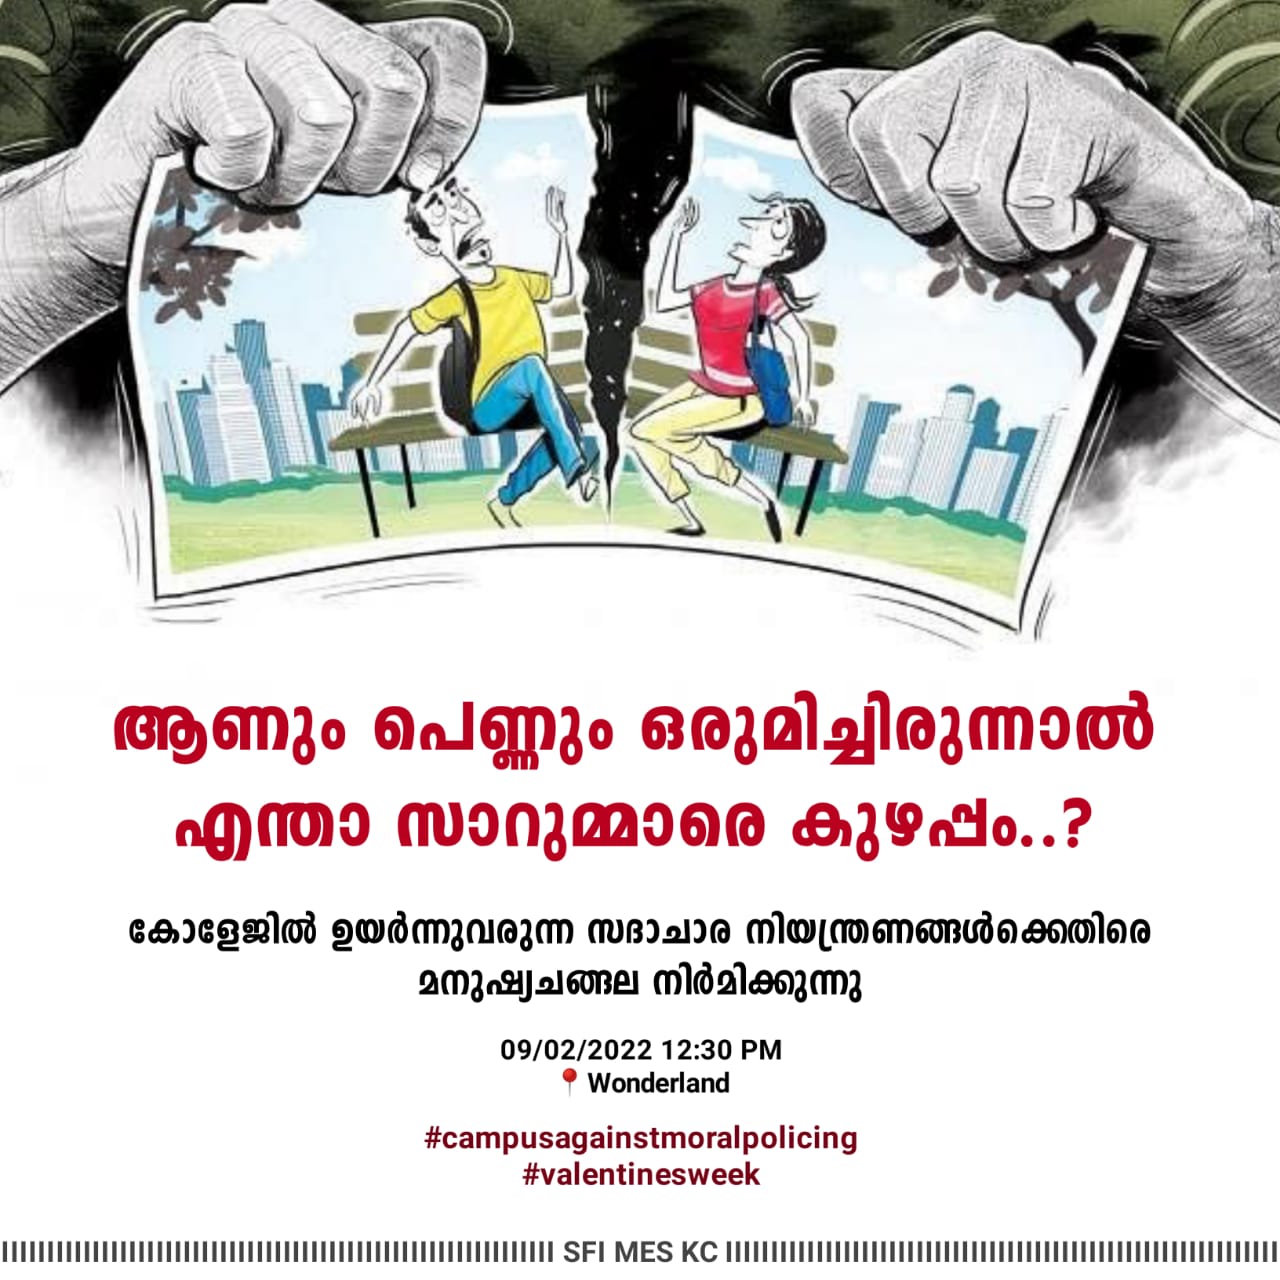 ആണും പെണ്ണും ഒരുമിച്ചിരുന്നാൽ
എന്താ സാറുമ്മാരെ കുഴപ്പം..?
കോളേജിൽ ഉയർന്നുവരുന്ന സദാചാര നിയന്ത്രണങ്ങൾക്കെതിരെ
മനുഷ്യചങ്ങല നിർമിക്കുന്നു
09/02/2022 12:30 PM
📍 Wonderland
#campusagainstmoralpolicing
#valentinesweek
SFI MES KC